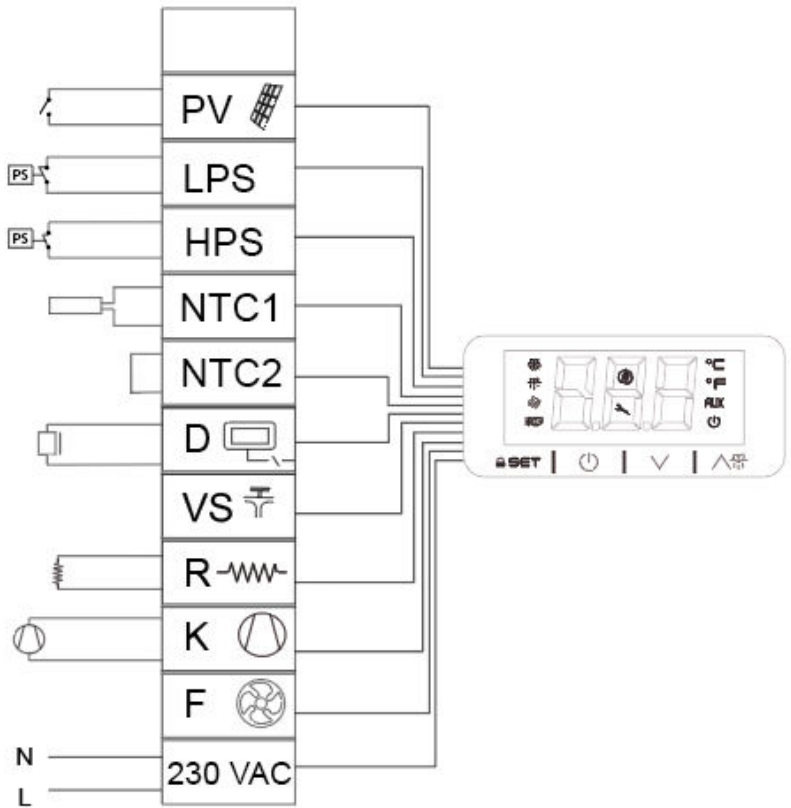 PV
PS LPS
PS HPS
NTC1
NTC2
D
VS
R
K
F
N
230 VAC
L
°C
°F
AUX
SET